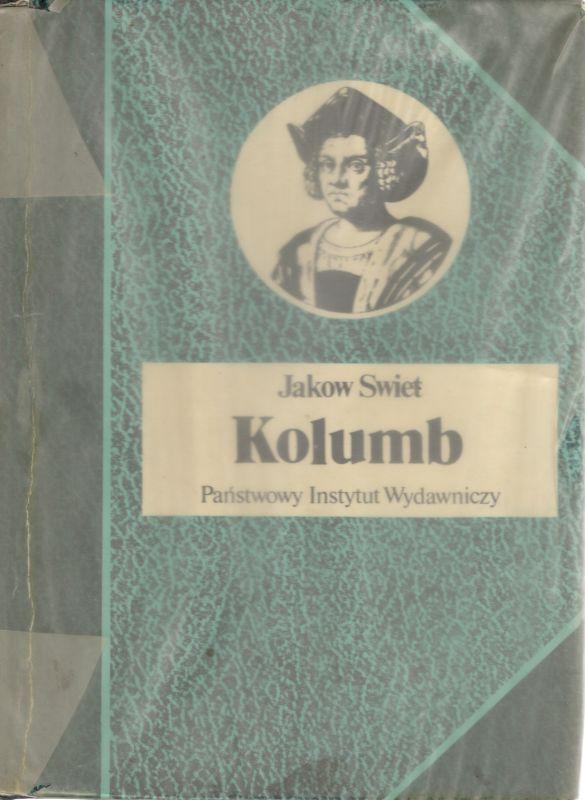 Jakow Swiet
Kolumb
Państwowy Instytut Wydawniczy